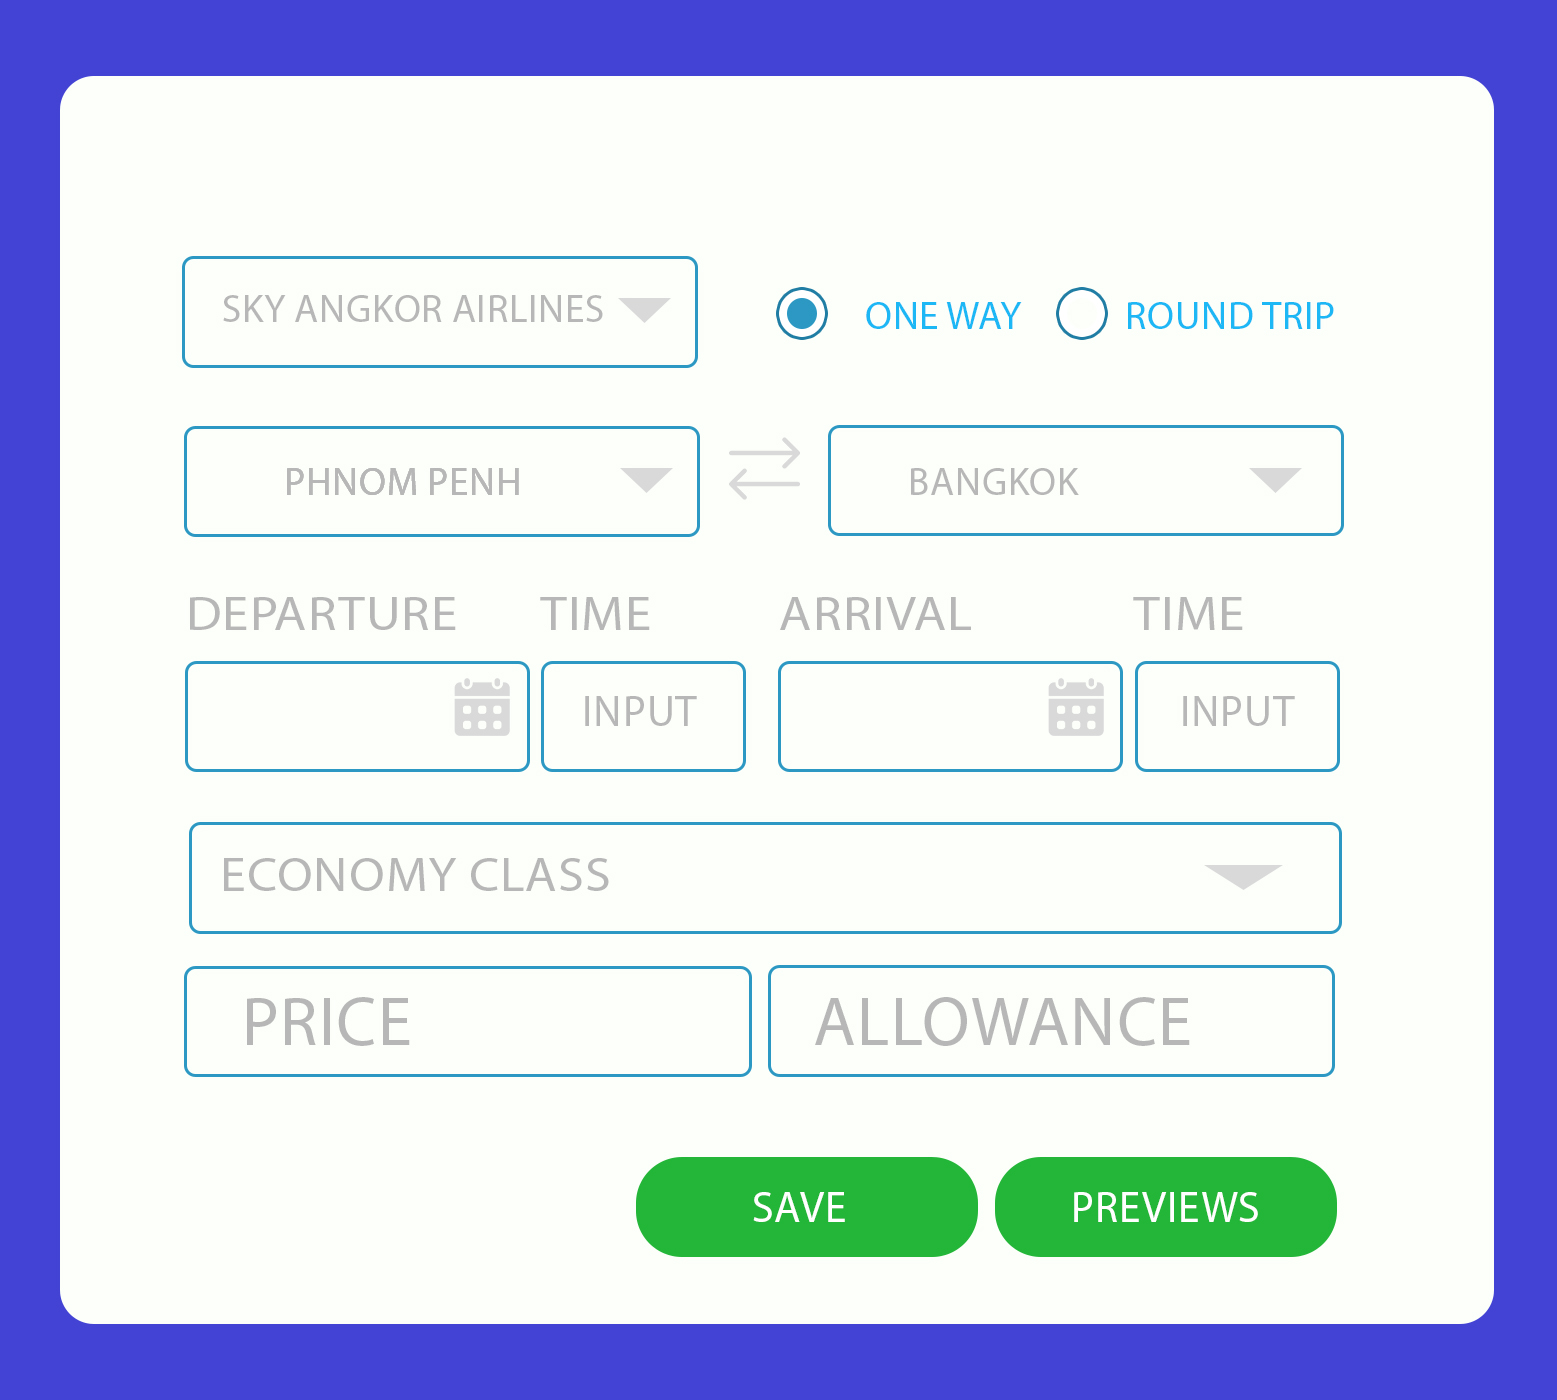 SKY ANGKOR AIRLINES
ONE WAY
ROUND TRIP
PHNOM PENH
BANGKOK
DEPARTURE
TIME
ARRIVAL
TIME
INPUT
INPUT
ECONOMY CLASS
PRICE
ALLOWANCE
SAVE
PREVIEWS